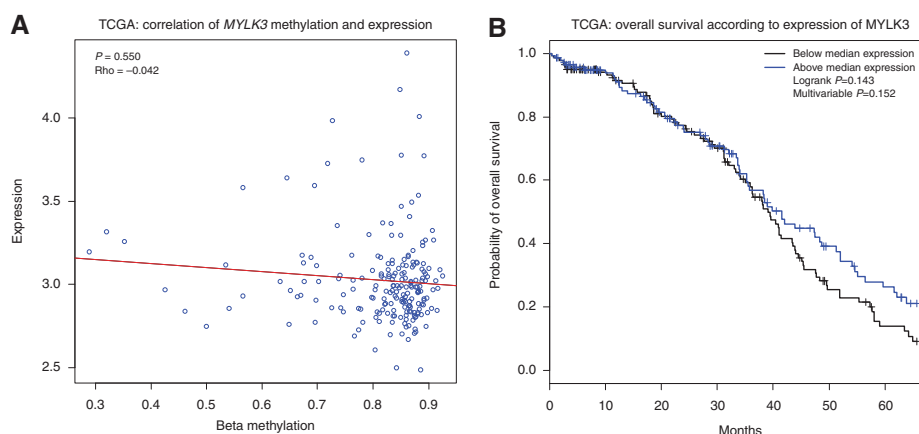 A
TCGA: correlation of MYLK3 methylation and expression
P = 0.550
Rho = –0.042
4.0
3.5
3.0
2.5
Expression
0.3 0.4 0.5 0.6 0.7 0.8 0.9
Beta methylation
B
TCGA: overall survival according to expression of MYLK3
Below median expression
Above median expression
Logrank P=0.143
Multivariable P=0.152
1.0
0.8
0.6
0.4
0.2
0.0
Probability of overall survival
0 10 20 30 40 50 60
Months